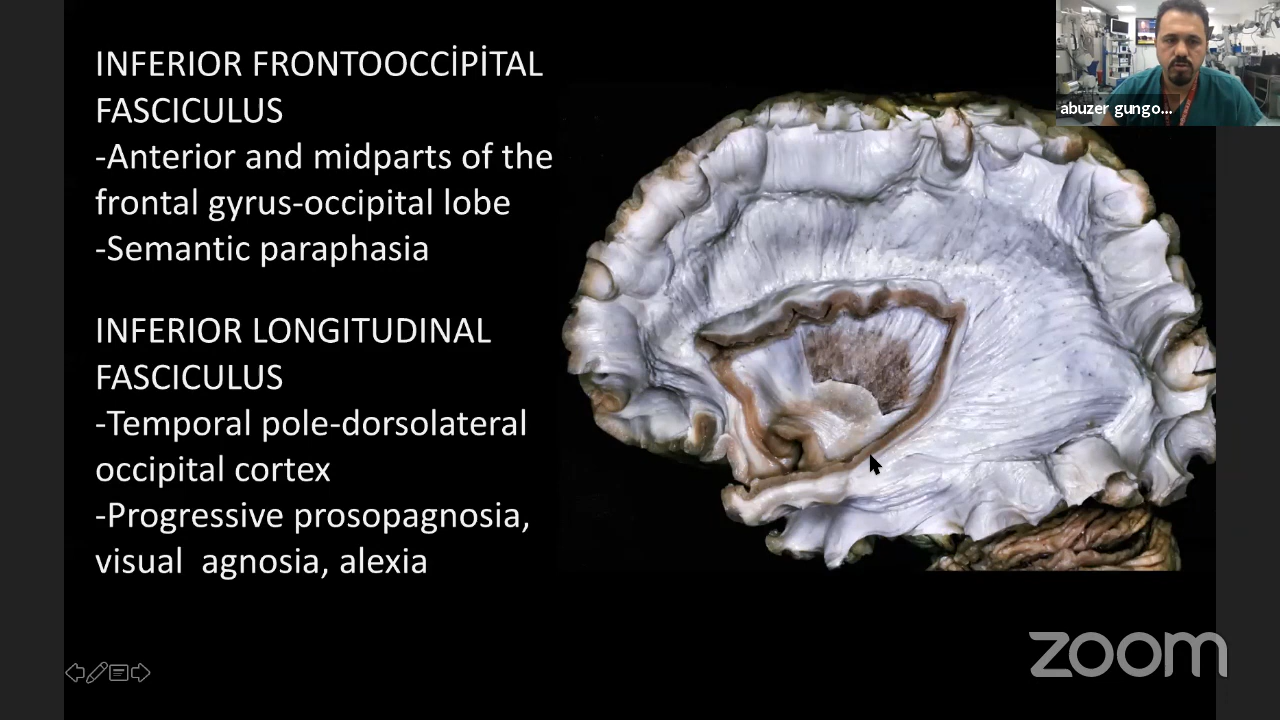 INFERIOR FRONTOOCCİPİTAL
FASCICULUS
-Anterior and midparts of the
frontal gyrus-occipital lobe
-Semantic paraphasia
INFERIOR LONGITUDINAL
FASCICULUS
-Temporal pole-dorsolateral
occipital cortex
-Progressive prosopagnosia,
visual  agnosia, alexia
abuzer gungo...
zoom